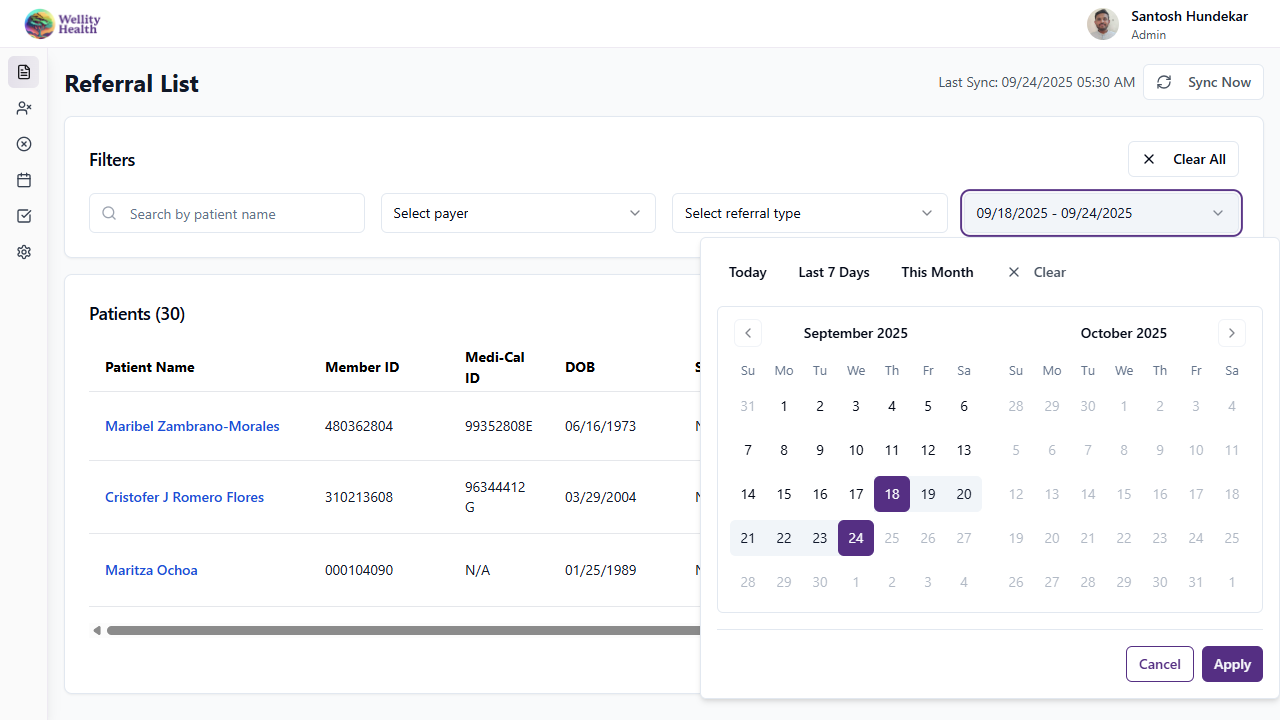 Wellity
Health
Santosh Hundekar
Admin
Referral List
Last Sync: 09/24/2025 05:30 AM
Sync Now
Filters
Clear All
Search by patient name
Select payer
Select referral type
09/18/2025 - 09/24/2025
Today
Last 7 Days
This Month
Clear
Patients (30)
September 2025
October 2025
Patient Name
Member ID
Medi-Cal
ID
DOB
Su Mo Tu We Th Fr Sa
31 1 2 3 4 5 6
7 8 9 10 11 12 13
14 15 16 17 18 19 20
21 22 23 24 25 26 27
28 29 30 1 2 3 4
Su Mo Tu We Th Fr Sa
28 29 30 1 2 3 4
5 6 7 8 9 10 11
12 13 14 15 16 17 18
19 20 21 22 23 24 25
26 27 28 29 30 31 1
Maribel Zambrano-Morales 480362804 99352808E 06/16/1973
Cristofer J Romero Flores 310213608 96344412
G 03/29/2004
Maritza Ochoa 000104090 N/A 01/25/1989
Cancel
Apply